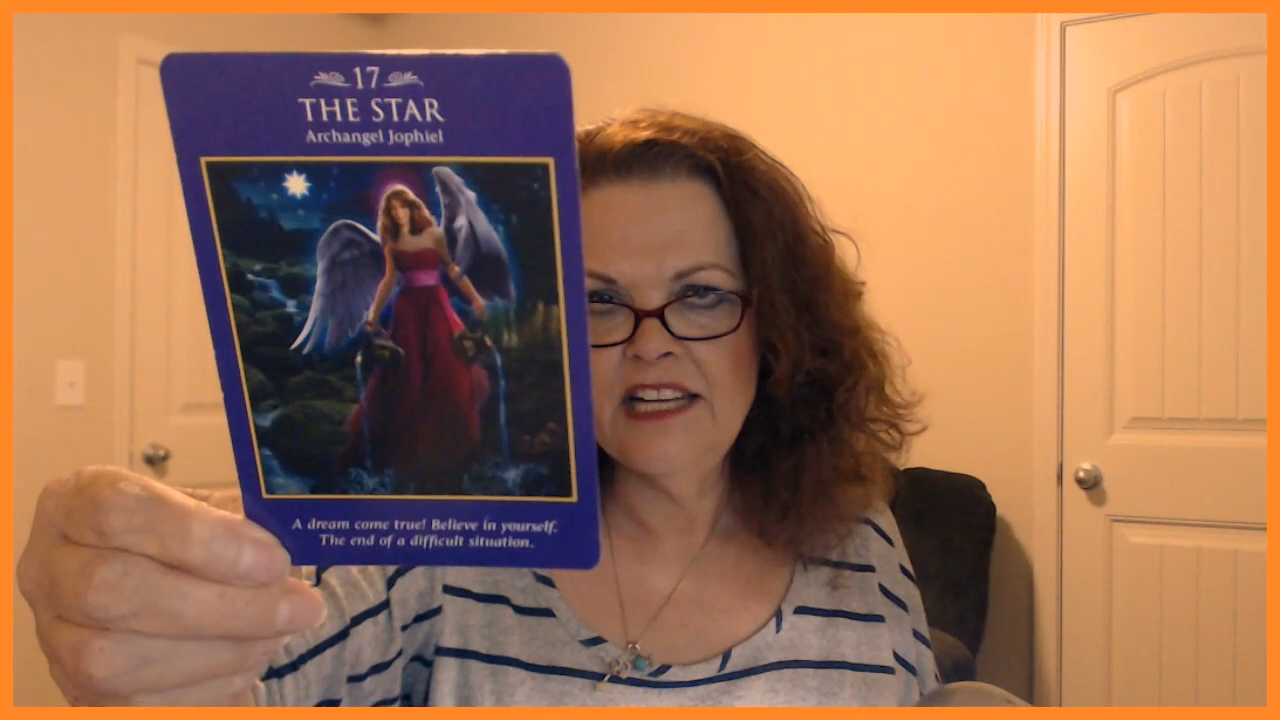 17
THE STAR
Archangel Jophiel
A dream come true! Believe in yourself.
The end of a difficult situation.